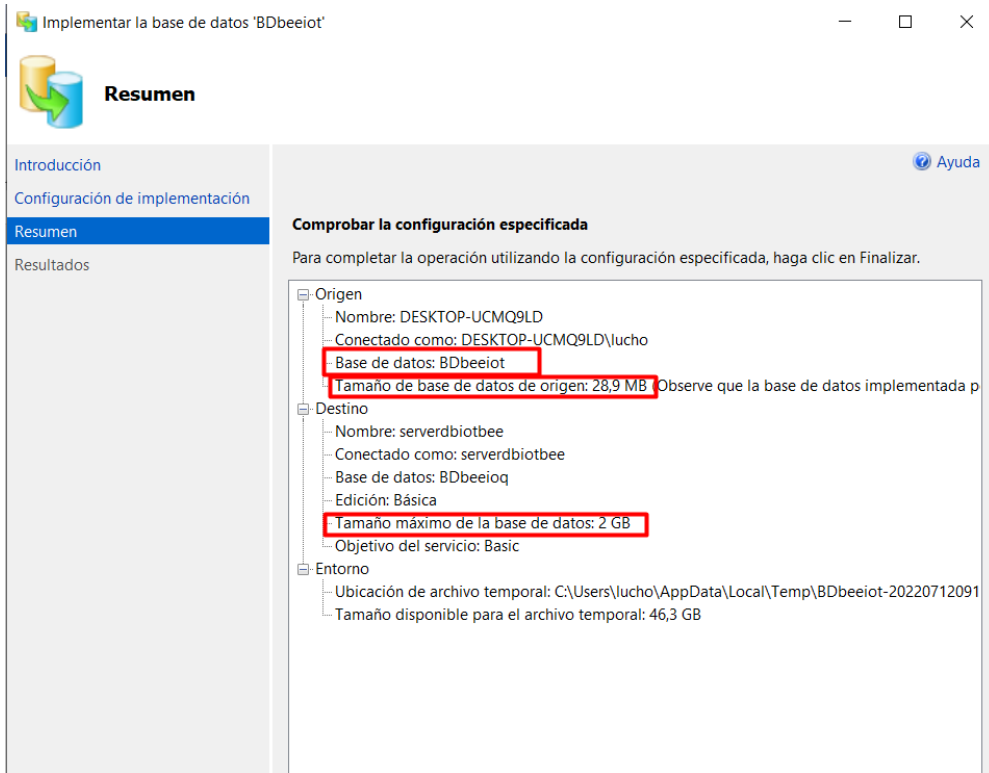 Implementar la base de datos 'BDbeeiot'
Resumen
Introducción
Configuración de implementación
Resumen
Resultados
Ayuda
Comprobar la configuración especificada
Para completar la operación utilizando la configuración especificada, haga clic en Finalizar.
Origen
Nombre: DESKTOP-UCMQ9LD
Conectado como: DESKTOP-UCMQ9LD\lucho
Base de datos: BDbeeiot
Tamaño de base de datos de origen: 28,9 MB (Observe que la base de datos implementada p
Destino
Nombre: serverdbiotbee
Conectado como: serverdbiotbee
Base de datos: BDbeeioq
Edición: Básica
Tamaño máximo de la base de datos: 2 GB
Objetivo del servicio: Basic
Entorno
Ubicación de archivo temporal: C:\Users\lucho\AppData\Local\Temp\BDbeeiot-20220712091
Tamaño disponible para el archivo temporal: 46,3 GB